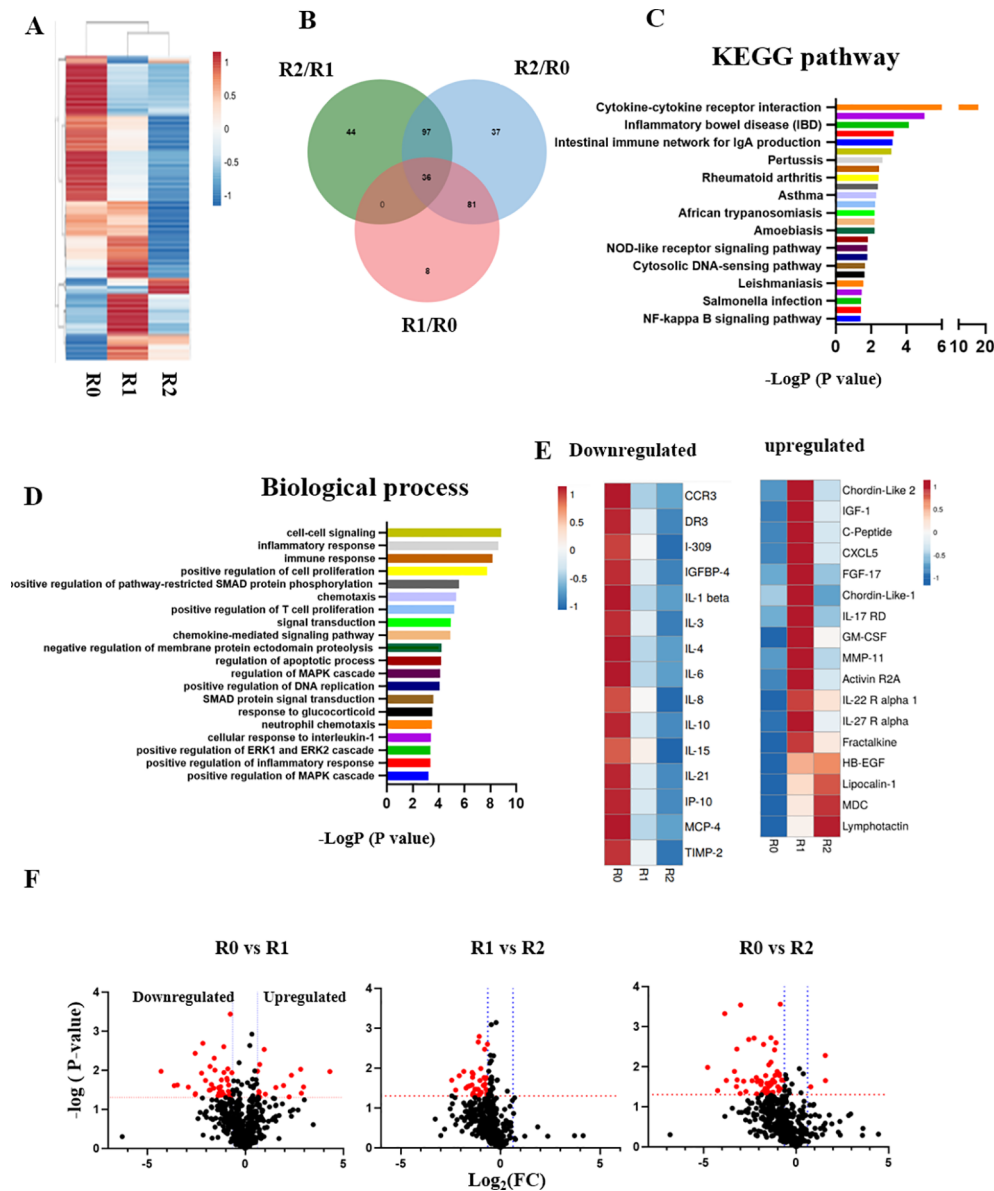 A
1
0.5
0
-0.5
-1
R0
R1
R2
B
R2/R1
R2/R0
44
97
37
36
0
81
8
R1/R0
C
KEGG pathway
Cytokine-cytokine receptor interaction
Inflammatory bowel disease (IBD)
Intestinal immune network for IgA production
Pertussis
Rheumatoid arthritis
Asthma
African trypanosomiasis
Amoebiasis
NOD-like receptor signaling pathway
Cytosolic DNA-sensing pathway
Leishmaniasis
Salmonella infection
NF-kappa B signaling pathway
0 2 4 6 10 20
-LogP (P value)
D
Biological process
cell-cell signaling
inflammatory response
immune response
positive regulation of cell proliferation
positive regulation of pathway-restricted SMAD protein phosphorylation
chemotaxis
positive regulation of T cell proliferation
signal transduction
chemokine-mediated signaling pathway
negative regulation of membrane protein ectodomain proteolysis
regulation of apoptotic process
regulation of MAPK cascade
positive regulation of DNA replication
SMAD protein signal transduction
response to glucocorticoid
neutrophil chemotaxis
cellular response to interleukin-1
positive regulation of ERK1 and ERK2 cascade
positive regulation of inflammatory response
positive regulation of MAPK cascade
0 2 4 6 8 10
-LogP (P value)
E
Downregulated
1
0.5
0
-0.5
-1
CCR3
DR3
I-309
IGFBP-4
IL-1 beta
IL-3
IL-4
IL-6
IL-8
IL-10
IL-15
IL-21
IP-10
MCP-4
TIMP-2
R0
R1
R2
upregulated
Chordin-Like 2
IGF-1
C-Peptide
CXCL5
FGF-17
Chordin-Like-1
IL-17 RD
GM-CSF
MMP-11
Activin R2A
IL-22 R alpha 1
IL-27 R alpha
Fractalkine
HB-EGF
Lipocalin-1
MDC
Lymphotactin
R0
R1
R2
1
0.5
0
-0.5
-1
F
R0 vs R1
Downregulated
Upregulated
-log ( P-value)
4
3
2
1
0
-5 0 5
R1 vs R2
4
3
2
1
0
-5 0 5
Log2(FC)
R0 vs R2
4
3
2
1
0
-5 0 5